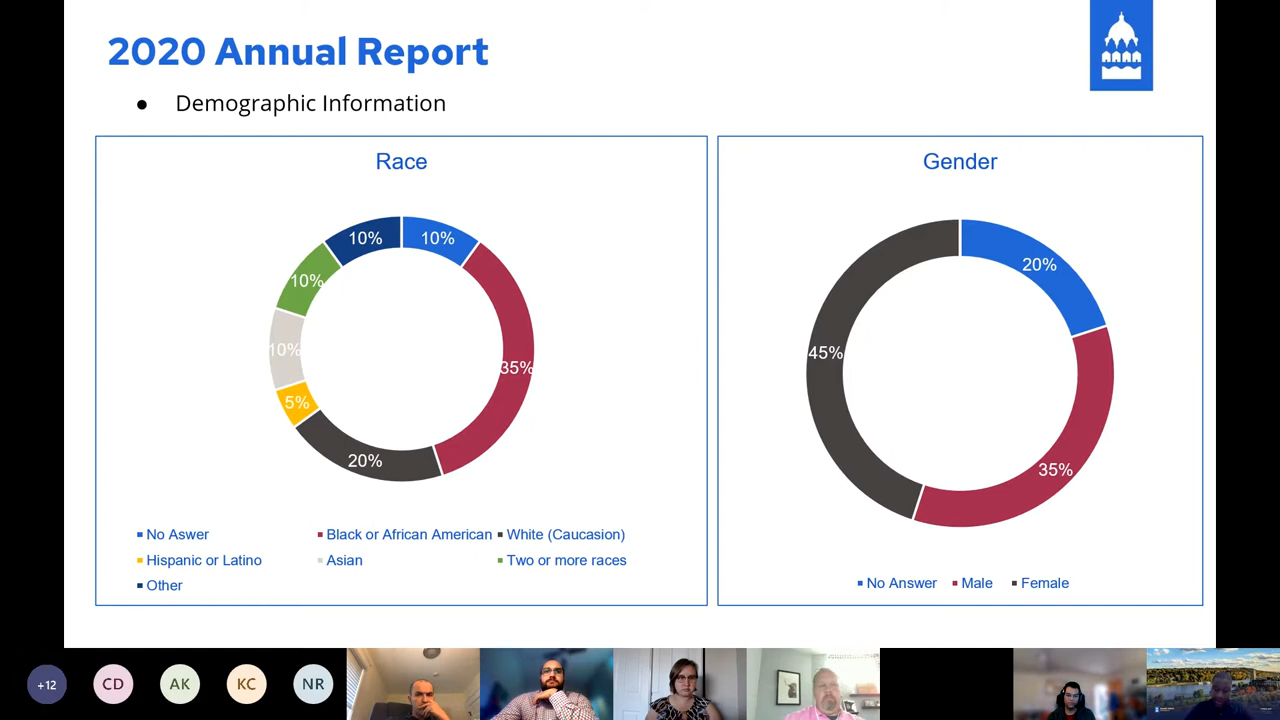 2020 Annual Report
● Demographic Information
Race
10%
10%
10%
10%
35%
5%
20%
No Aswer
Black or African American
White (Caucasion)
Hispanic or Latino
Asian
Two or more races
Other
Gender
20%
45%
35%
No Answer
Male
Female
+12
CD
AK
KC
NR